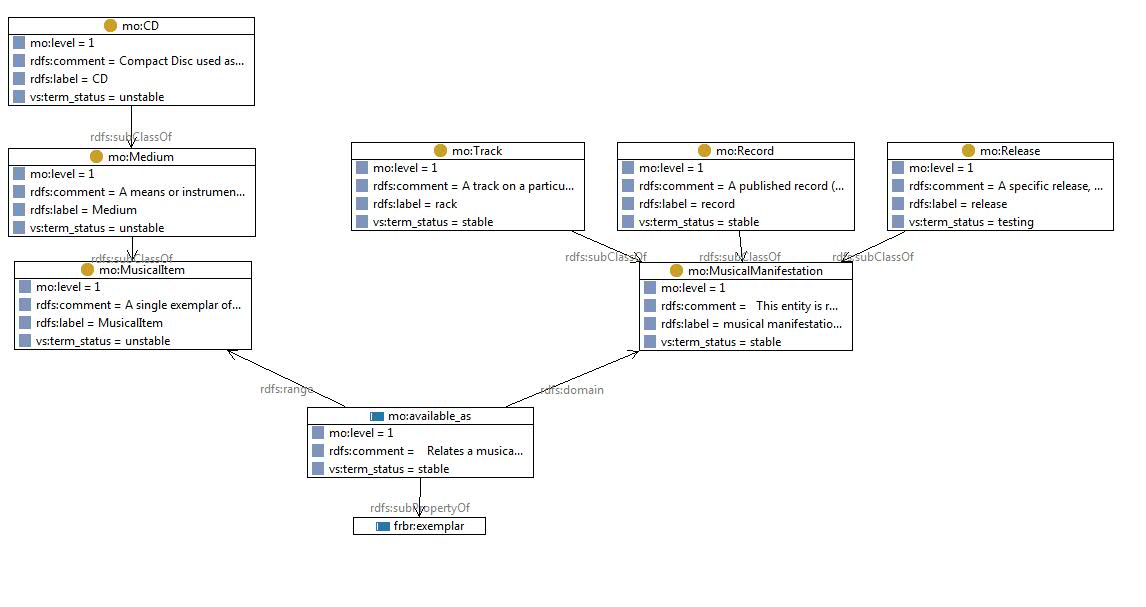 mo:CD
mo:level = 1
rdfs:comment = Compact Disc used as...
rdfs:label = CD
vs:term_status = unstable
rdfs:subClassOf
mo:Medium
mo:level = 1
rdfs:comment = A means or instrumen...
rdfs:label = Medium
vs:term_status = unstable
rdfs:subClassOf
mo:MusicalItem
mo:level = 1
rdfs:comment = A single exemplar of...
rdfs:label = MusicalItem
vs:term_status = unstable
mo:Track
mo:level = 1
rdfs:comment = A track on a particu...
rdfs:label = rack
vs:term_status = stable
rdfs:subClassOf
mo:Record
mo:level = 1
rdfs:comment = A published record (...
rdfs:label = record
vs:term_status = stable
rdfs:subClassOf
mo:Release
mo:level = 1
rdfs:comment = A specific release, ...
rdfs:label = release
vs:term_status = testing
rdfs:subClassOf
mo:MusicalManifestation
mo:level = 1
rdfs:comment = This entity is r...
rdfs:label = musical manifestatio...
vs:term_status = stable
rdfs:range
rdfs:domain
mo:available_as
mo:level = 1
rdfs:comment = Relates a musica...
vs:term_status = stable
rdfs:subPropertyOf
frbr:exemplar